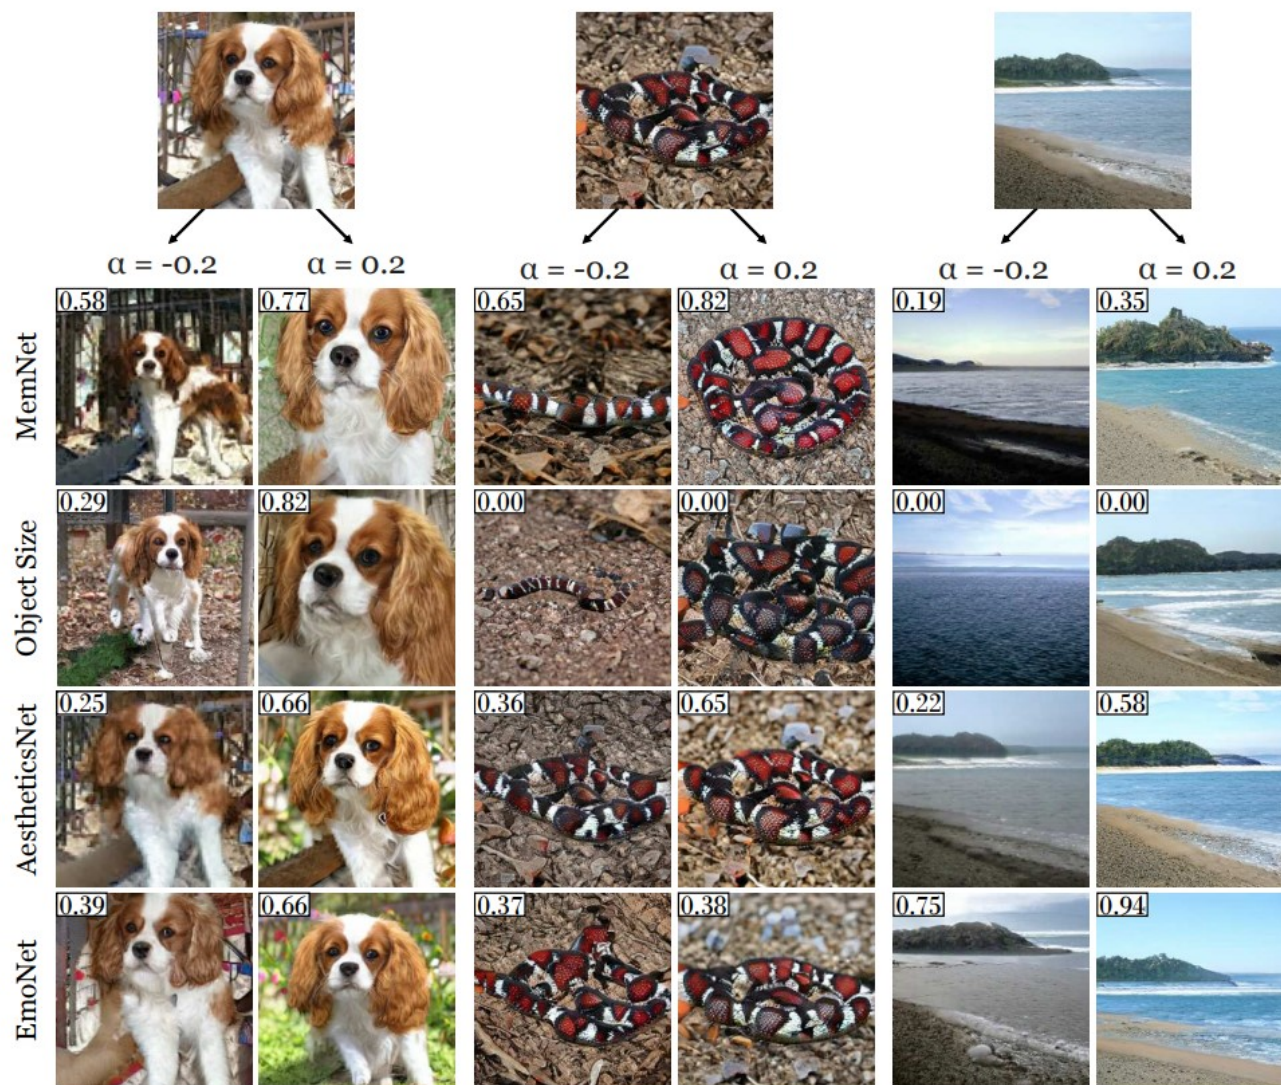 α = -0.2 α = 0.2 α = -0.2 α = 0.2 α = -0.2 α = 0.2
MemNet 0.58 0.77 0.65 0.82 0.19 0.35
Object Size 0.29 0.82 0.00 0.00 0.00 0.00
AestheticsNet 0.25 0.66 0.36 0.65 0.22 0.58
EmoNet 0.39 0.66 0.37 0.38 0.75 0.94